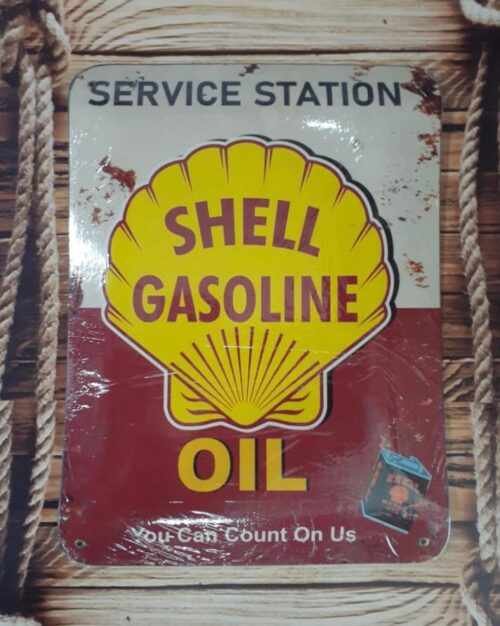 SERVICE STATION
SHELL
GASOLINE
OIL
You Can Count On Us